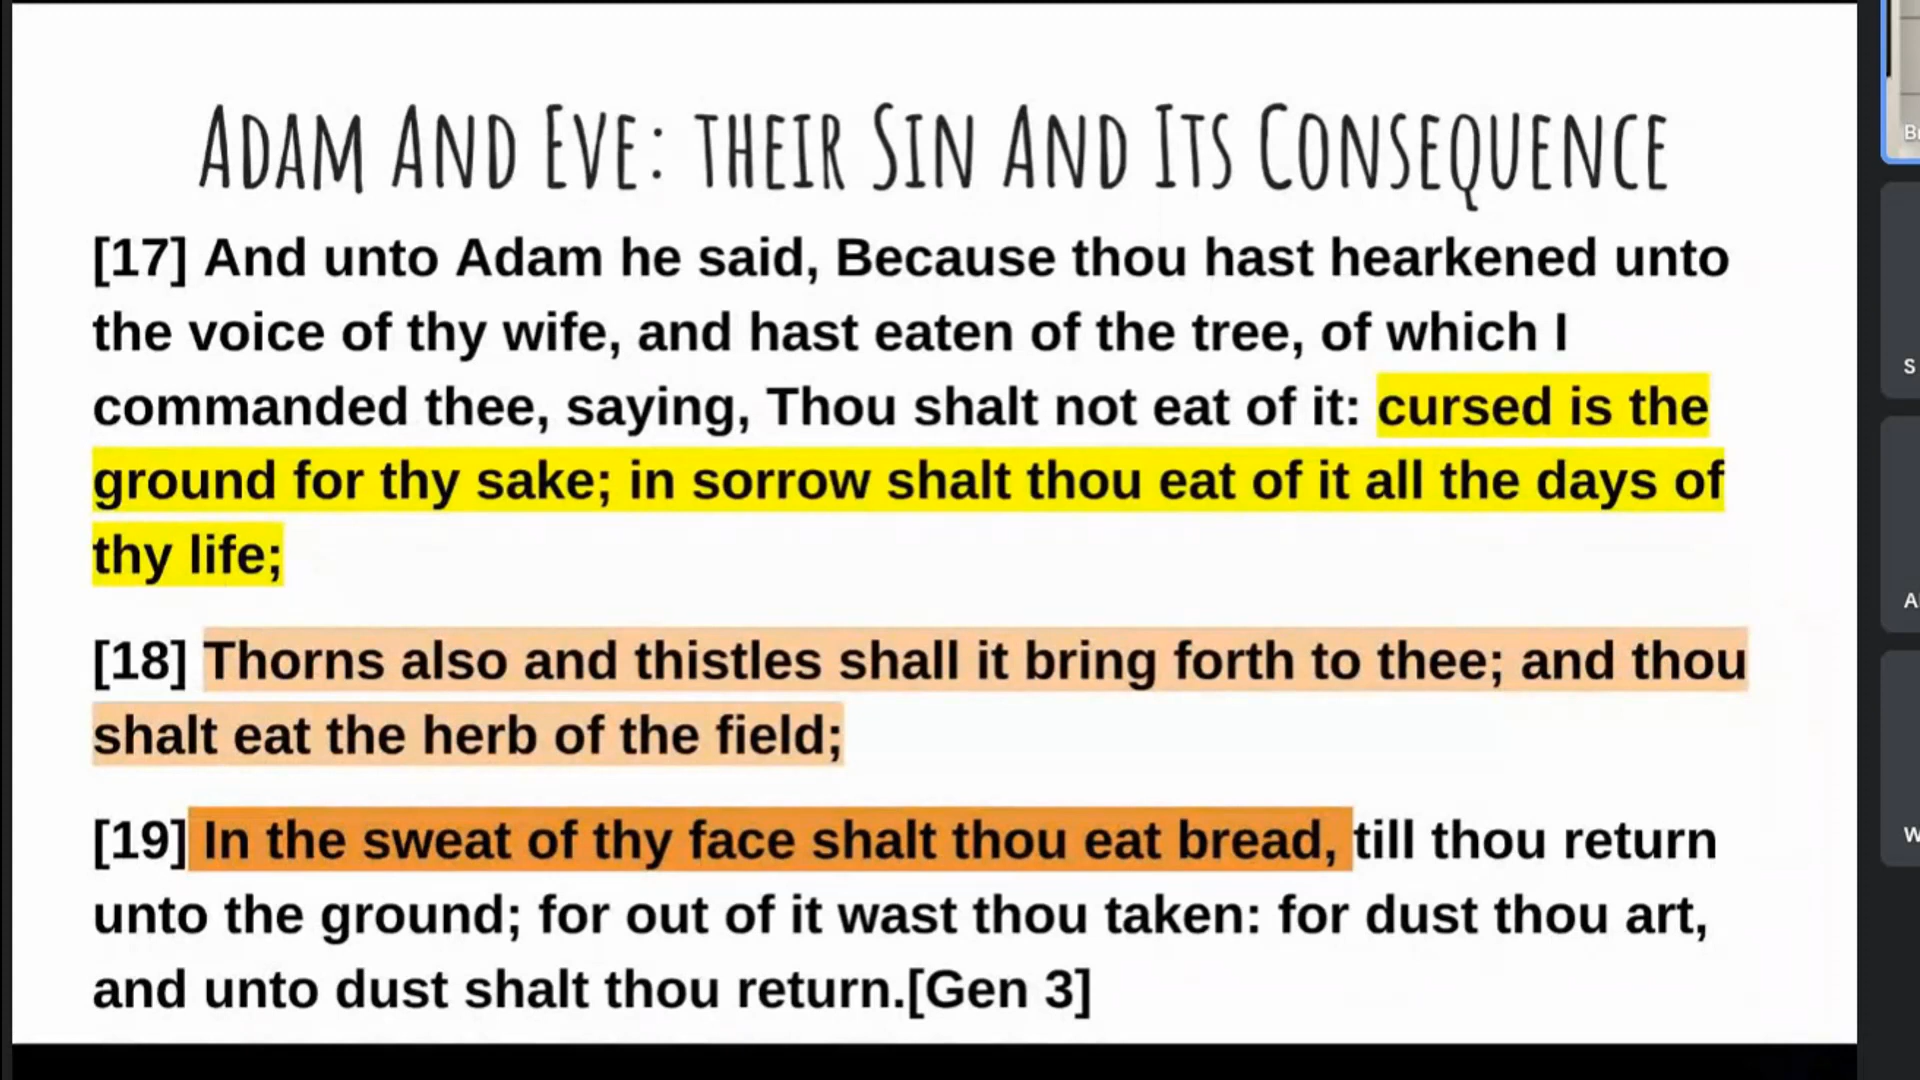 ADAM AND EVE: THEIR SIN AND ITS CONSEQUENCE
[17] And unto Adam he said, Because thou hast hearkened unto
the voice of thy wife, and hast eaten of the tree, of which I
commanded thee, saying, Thou shalt not eat of it: cursed is the
ground for thy sake; in sorrow shalt thou eat of it all the days of
thy life;
[18] Thorns also and thistles shall it bring forth to thee; and thou
shalt eat the herb of the field;
[19] In the sweat of thy face shalt thou eat bread, till thou return
unto the ground; for out of it wast thou taken: for dust thou art,
and unto dust shalt thou return.[Gen 3]
S